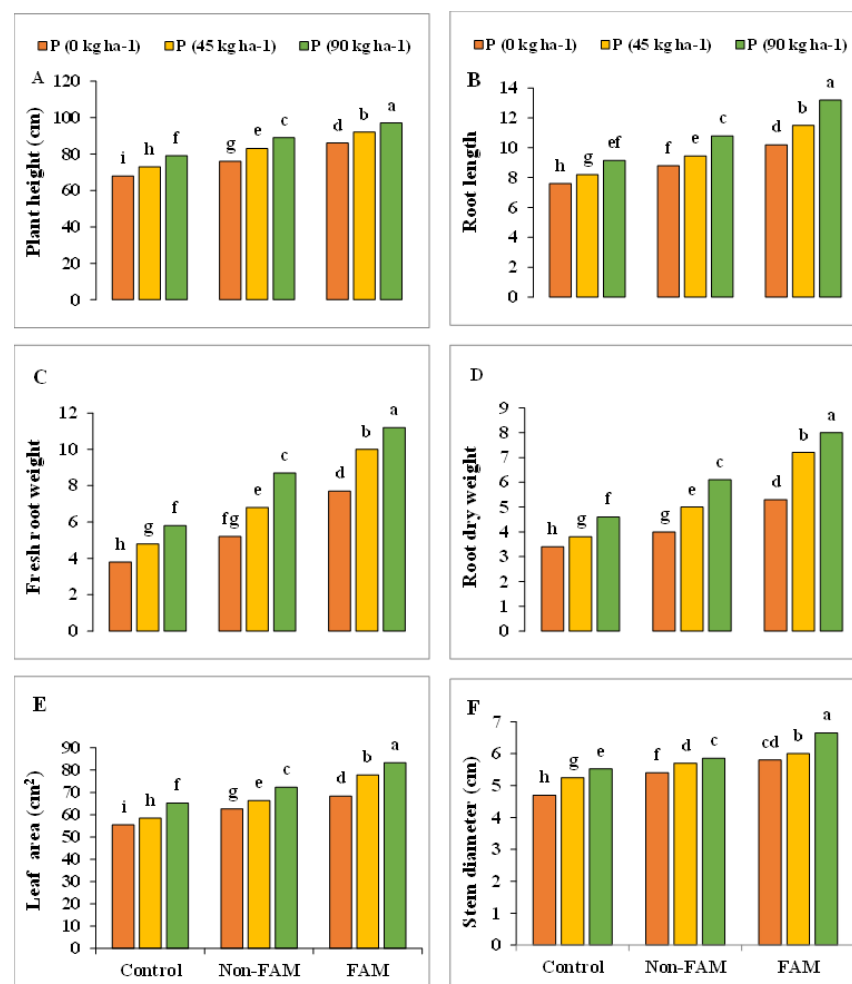 P (0 kg ha-1) P (45 kg ha-1) P (90 kg ha-1)
A
Plant height (cm)
120
100
80
60
40
20
0
i h f g e c d b a
P (0 kg ha-1) P (45 kg ha-1) P (90 kg ha-1)
B
Root length
14
12
10
8
6
4
2
0
h g ef f e c d b a
C
Fresh root weight
12
10
8
6
4
2
0
h g f fg e c d b a
D
Root dry weight
9
8
7
6
5
4
3
2
1
0
h g f g e c d b a
E
Leaf area (cm²)
90
80
70
60
50
40
30
20
10
0
i h f g e c d b a
Control Non-FAM FAM
F
Stem diameter (cm)
7
6
5
4
3
2
1
0
h g e f d c cd b a
Control Non-FAM FAM